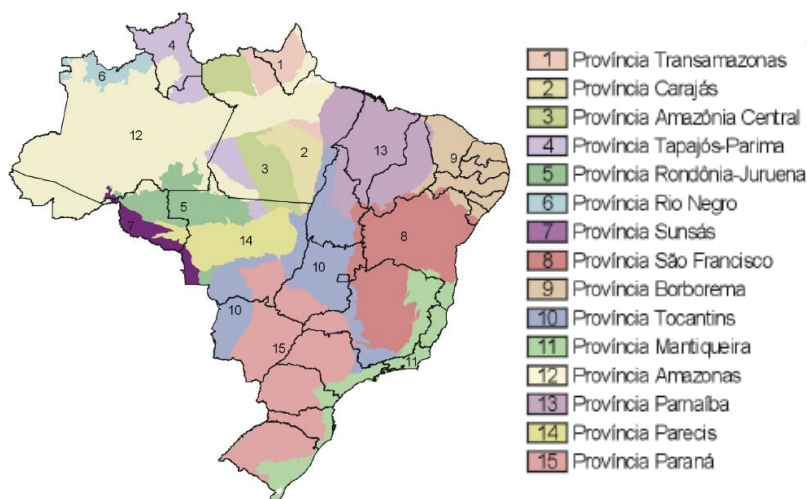 4
1
6
12
3
2
13
9
5
7
14
8
10
10
15
11
1 Província Transamazonas
2 Província Carajás
3 Província Amazônia Central
4 Província Tapajós-Parima
5 Província Rondônia-Juruena
6 Província Rio Negro
7 Província Sunsás
8 Província São Francisco
9 Província Borborema
10 Província Tocantins
11 Província Mantiqueira
12 Província Amazonas
13 Província Parnaíba
14 Província Parecis
15 Província Paraná